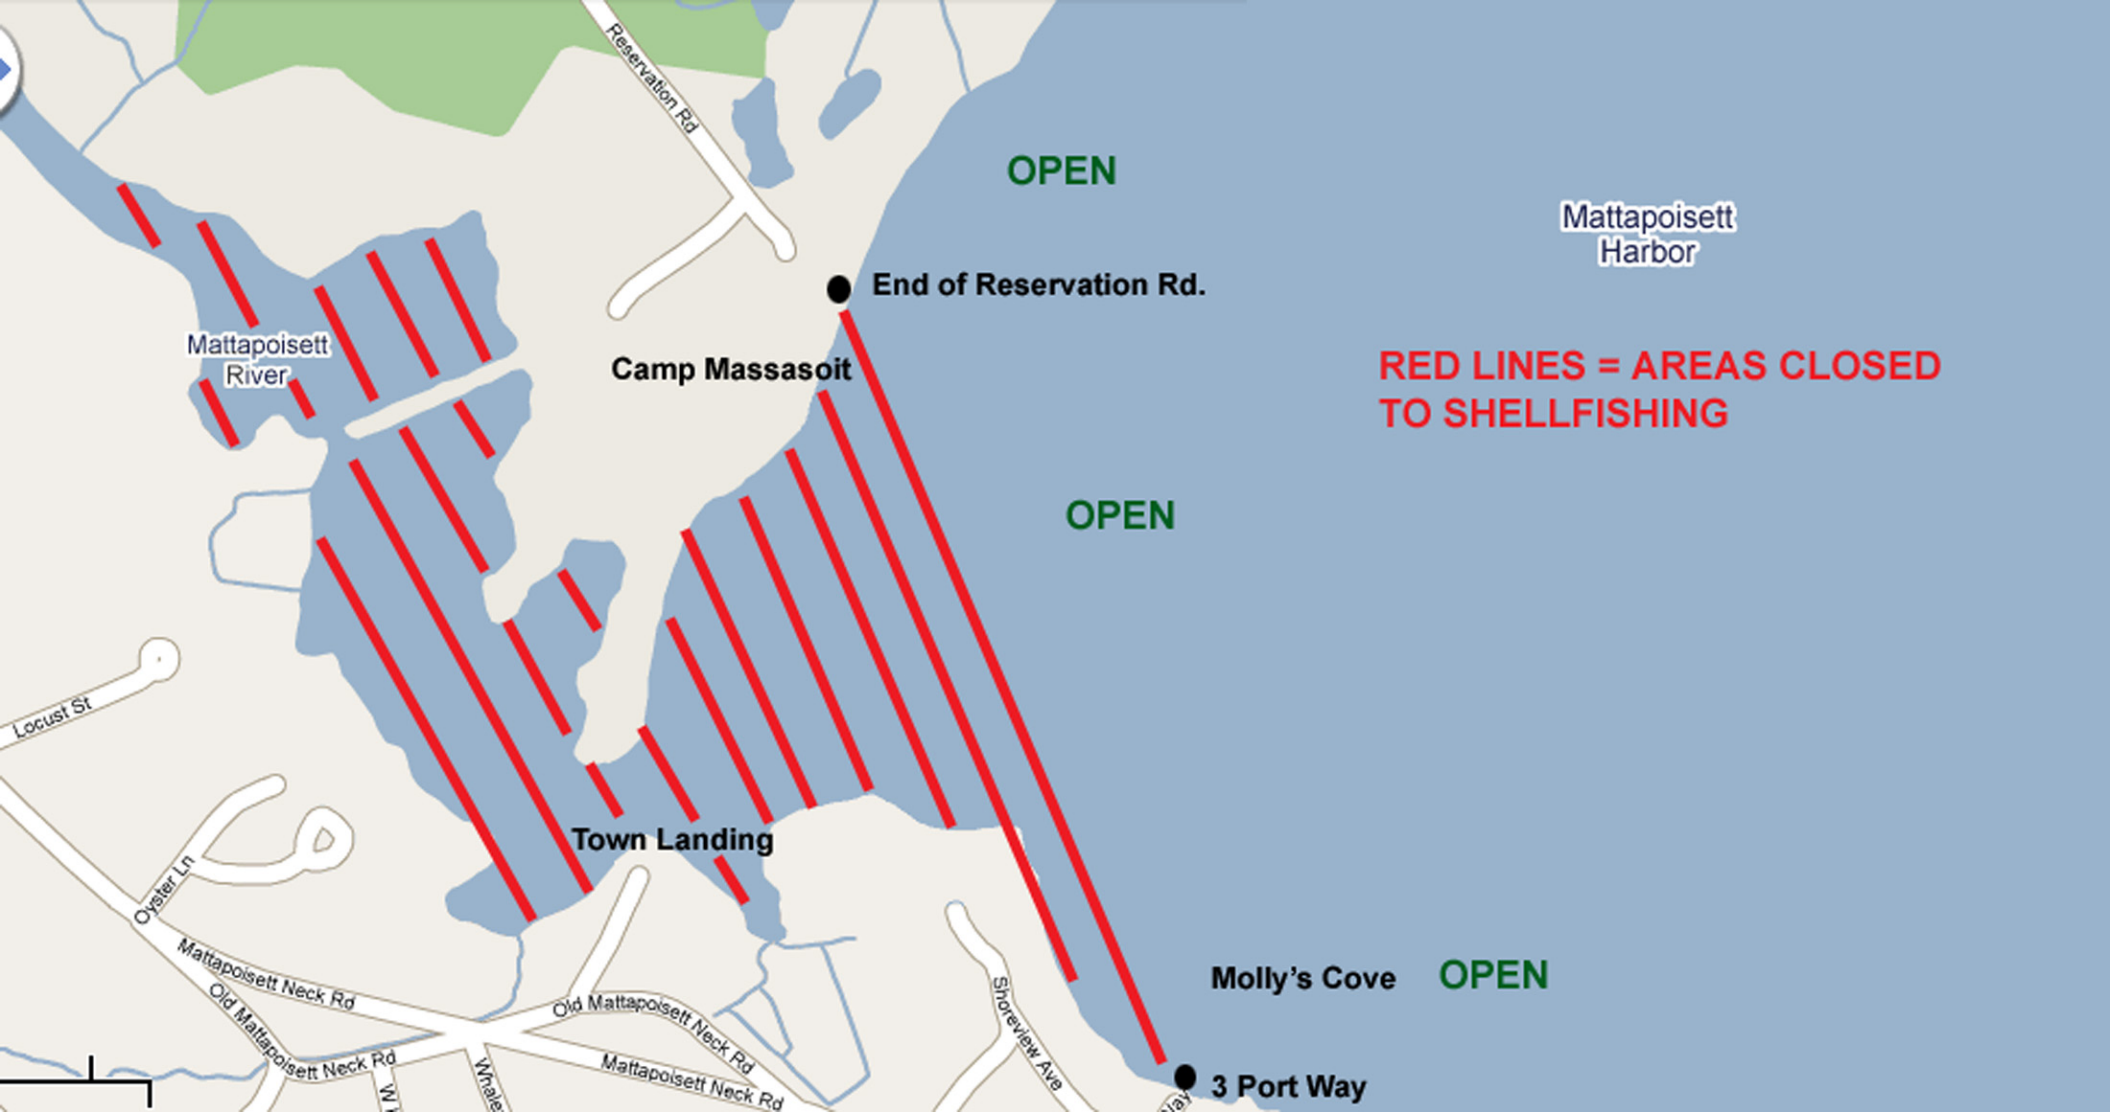 Reservation Rd
OPEN
Mattapoisett
Harbor
End of Reservation Rd.
Mattapoisett
River
Camp Massasoit
RED LINES = AREAS CLOSED
TO SHELLFISHING
OPEN
Locust St
Town Landing
Oyster Ln
Mattapoisett Neck Rd
Old Mattapoisett Neck Rd
Old Mattapoisett Neck Rd
Mattapoisett Neck Rd
Shoreview Ave
Molly’s Cove
OPEN
3 Port Way